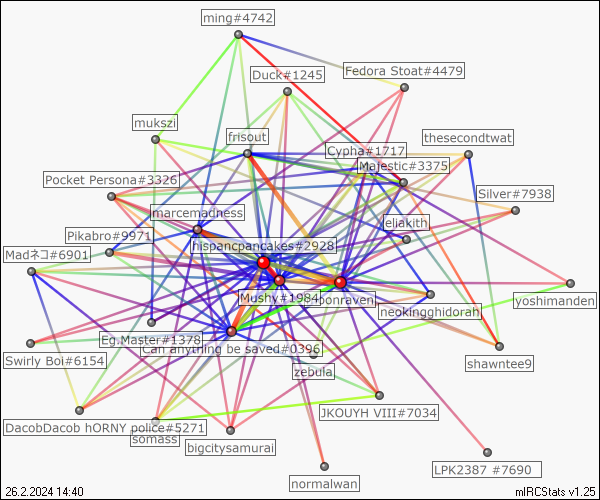 ming#4742
Fedora Stoat#4479
Duck#1245
mukszi
frisout
thesecondtwat
Cypha#1717
Majestic#3375
Pocket Persona#3326
Silver#7938
marcemadness
eliakith
Pikabro#9971
hispanicpancakes#2928
Madネコ#6901
Mushy#1984
bonraven
neokingghidorah
yoshimanden
Eg.Master#1378
Can anything be saved#0396
Swirly Boi#6154
zebula
shawntee9
JKOUYH VIII#7034
DacobDacob hORNY police#5271
somass
bigcitysamurai
LPK2387 #7690
normalwan
26.2.2024 14:40
mIRCStats v1.25